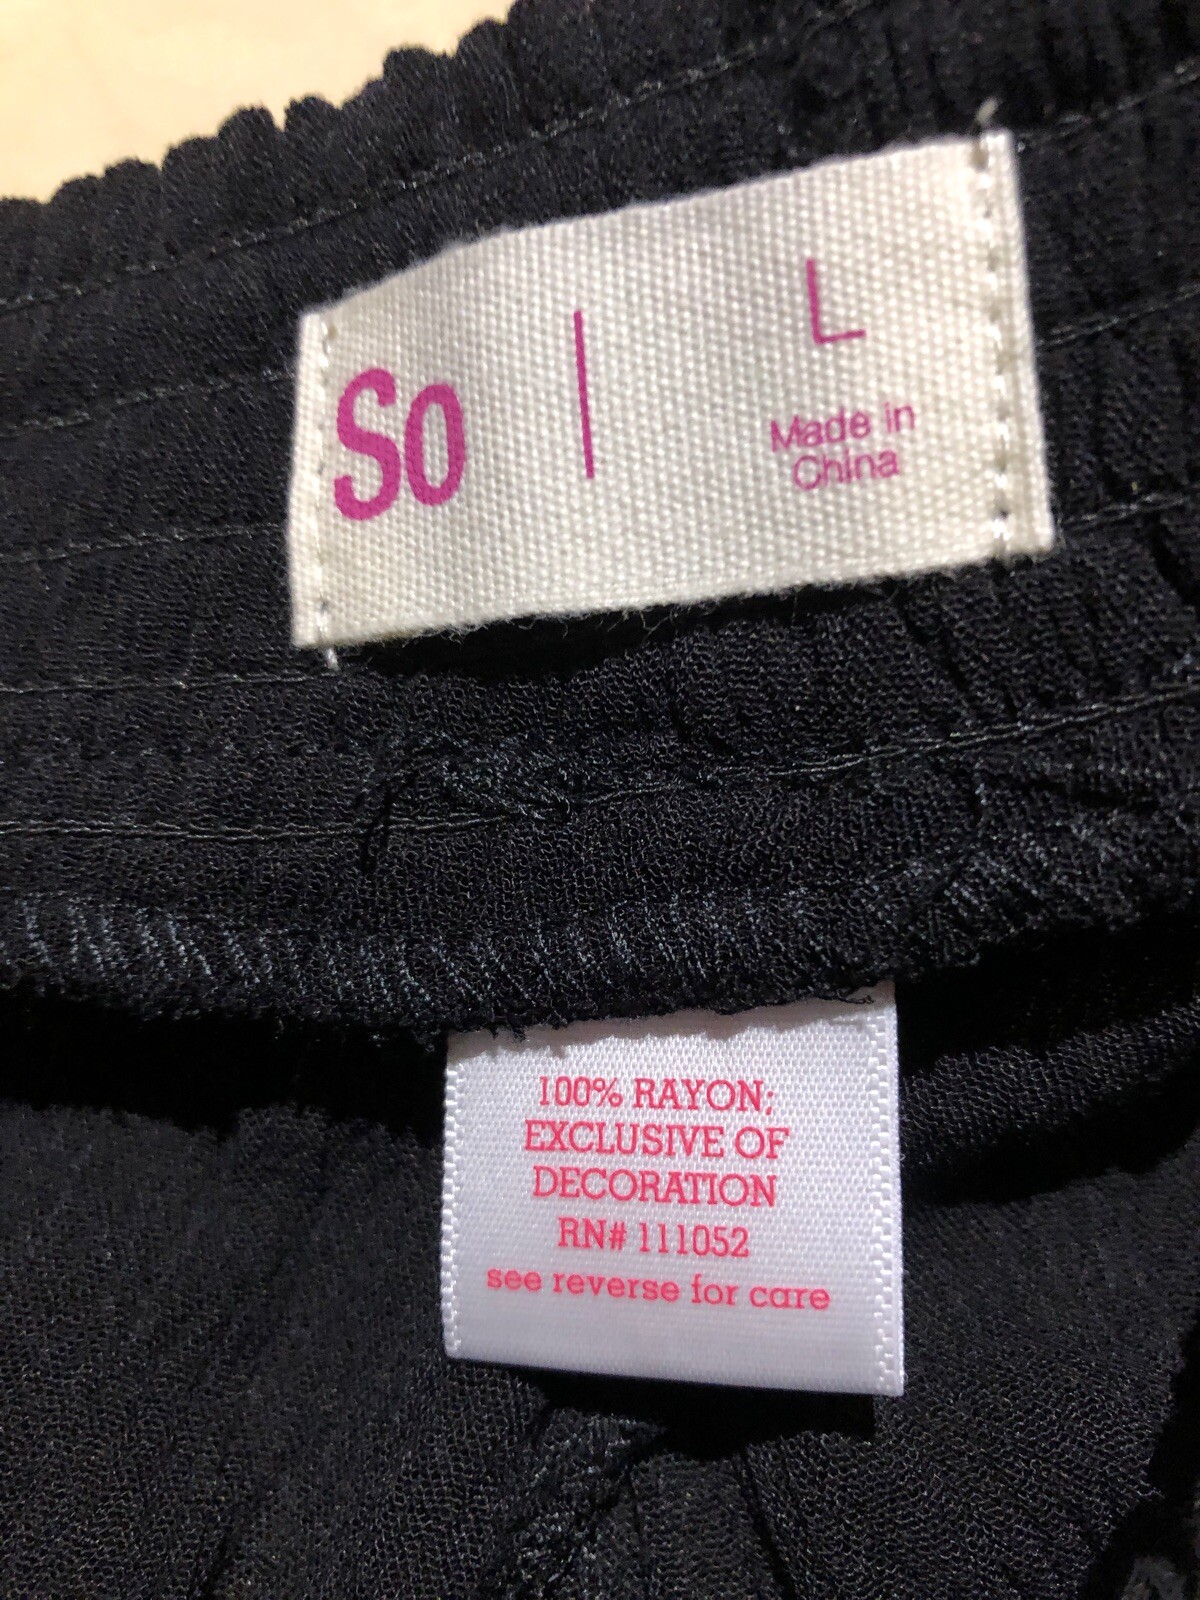 So
L
Made in
China
100% RAYON;
EXCLUSIVE OF
DECORATION
RN# 111052
see reverse for care